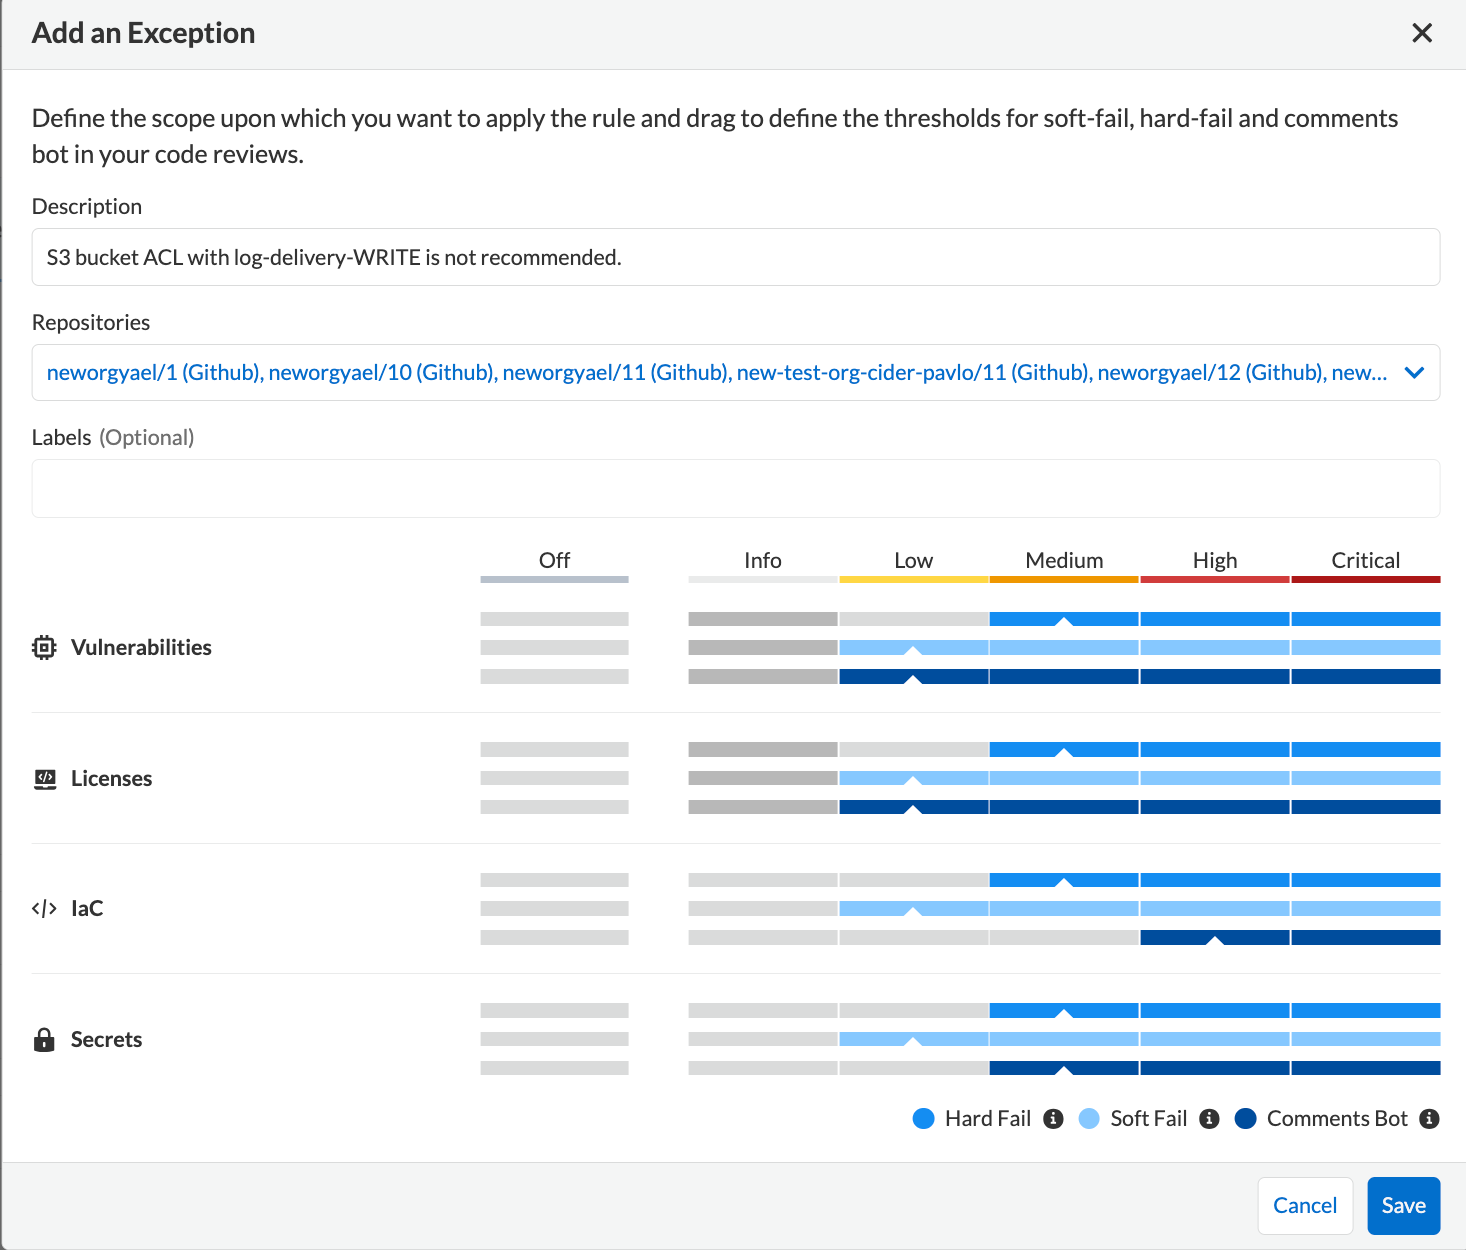 Add an Exception
Define the scope upon which you want to apply the rule and drag to define the thresholds for soft-fail, hard-fail and comments
bot in your code reviews.
Description
S3 bucket ACL with log-delivery-WRITE is not recommended.
Repositories
neworgyael/1 (Github), neworgyael/10 (Github), neworgyael/11 (Github), new-test-org-cider-pavlo/11 (Github), neworgyael/12 (Github), new...
Labels (Optional)
Off Info Low Medium High Critical
Vulnerabilities
Licenses
IaC
Secrets
Hard Fail Soft Fail Comments Bot
Cancel Save